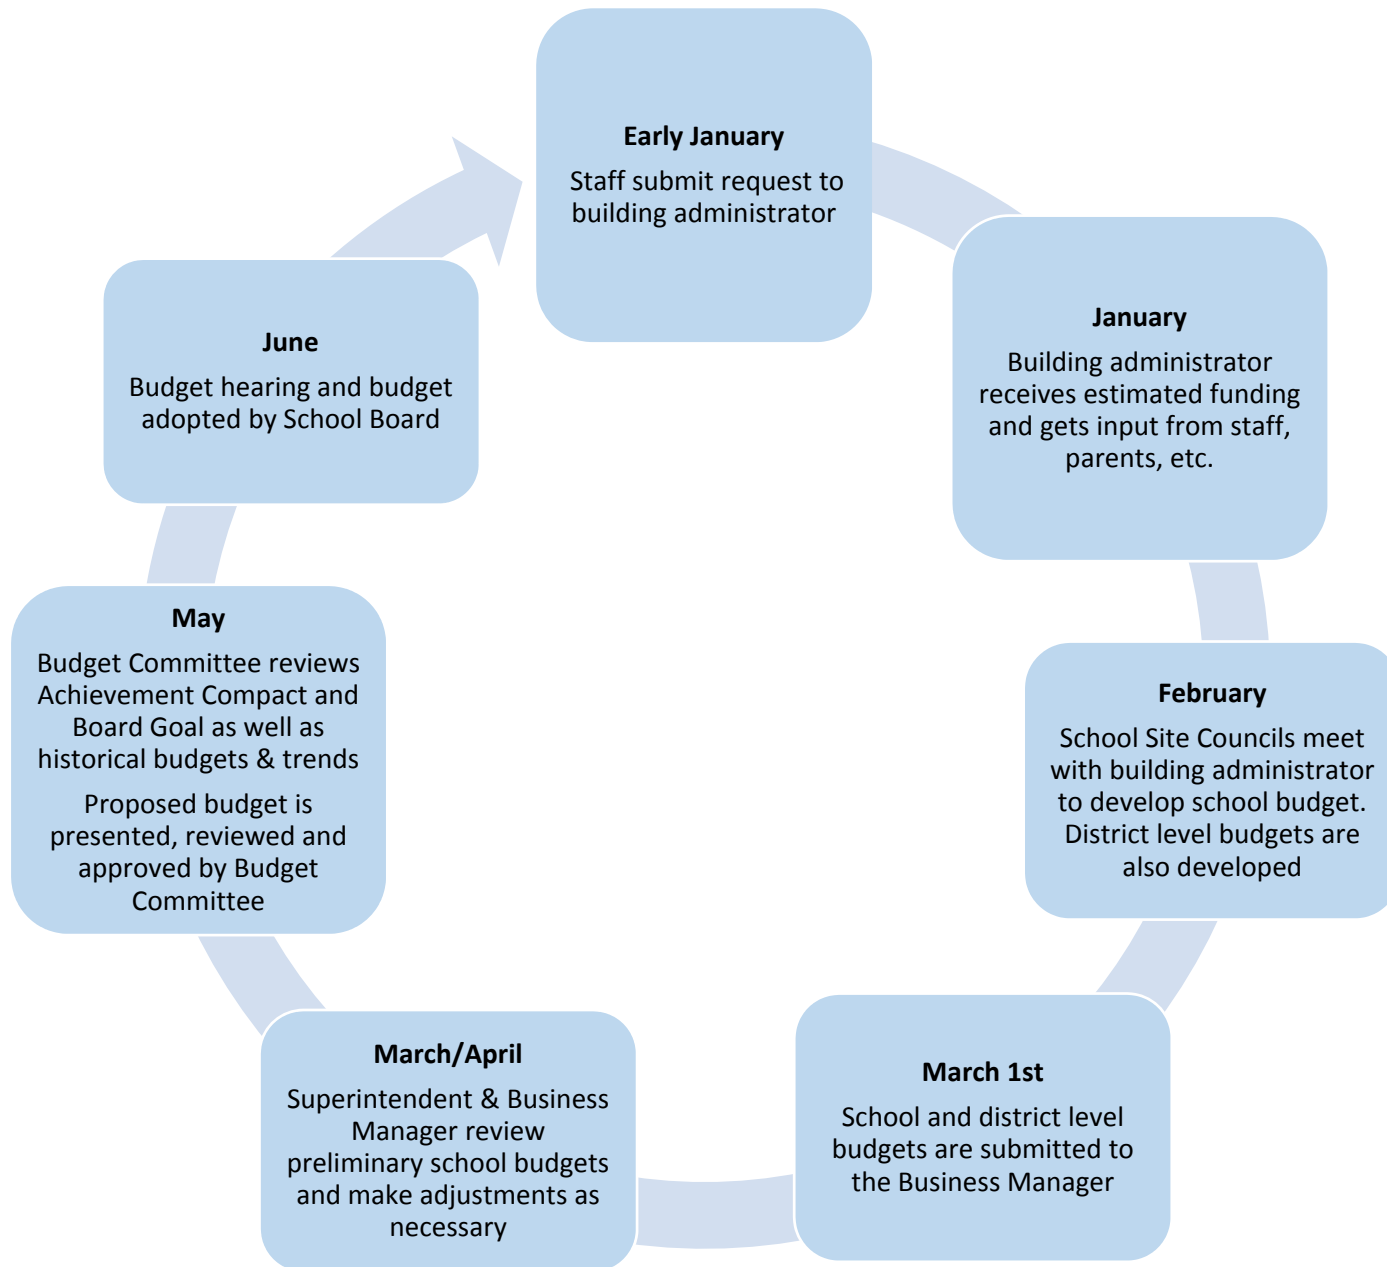 Early January
Staff submit request to
building administrator
January
Building administrator
receives estimated funding
and gets input from staff,
parents, etc.
February
School Site Councils meet
with building administrator
to develop school budget.
District level budgets are
also developed
March 1st
School and district level
budgets are submitted to
the Business Manager
March/April
Superintendent & Business
Manager review
preliminary school budgets
and make adjustments as
necessary
May
Budget Committee reviews
Achievement Compact and
Board Goal as well as
historical budgets & trends
Proposed budget is
presented, reviewed and
approved by Budget
Committee
June
Budget hearing and budget
adopted by School Board